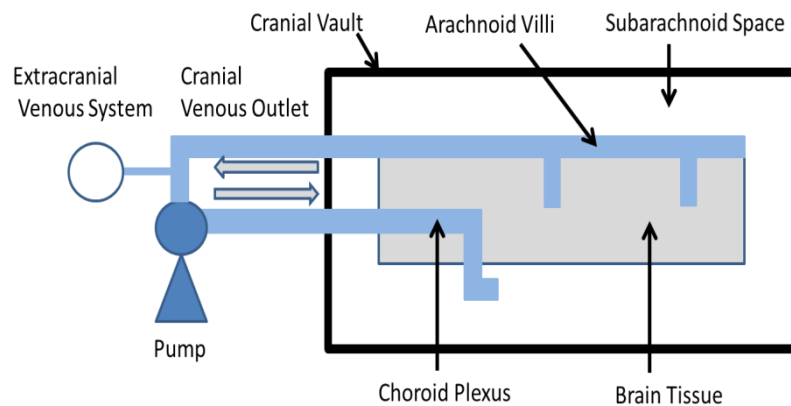 Cranial Vault
Arachnoid Villi
Subarachnoid Space
Extracranial
Venous System
Cranial
Venous Outlet
Pump
Choroid Plexus
Brain Tissue